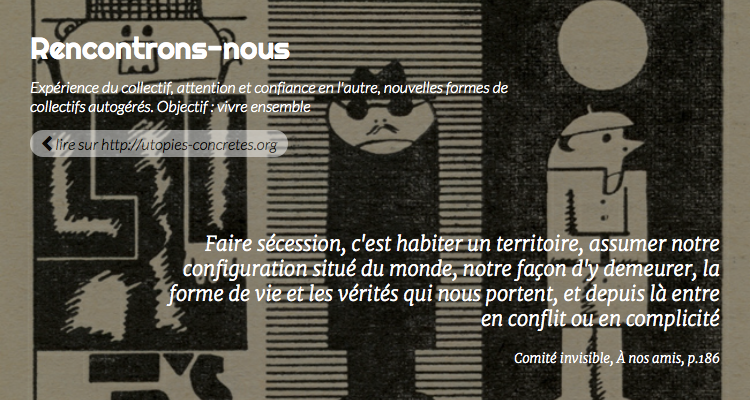 Rencontrons-nous
Expérience du collectif, attention et confiance en l'autre, nouvelles formes de
collectifs autogérés. Objectif : vivre ensemble
lire sur http://utopies-concretes.org
Faire sécession, c'est habiter un territoire, assumer notre
configuration situé du monde, notre façon d'y demeurer, la
forme de vie et les vérités qui nous portent, et depuis là entre
en conflit ou en complicité
Comité invisible, À nos amis, p.186